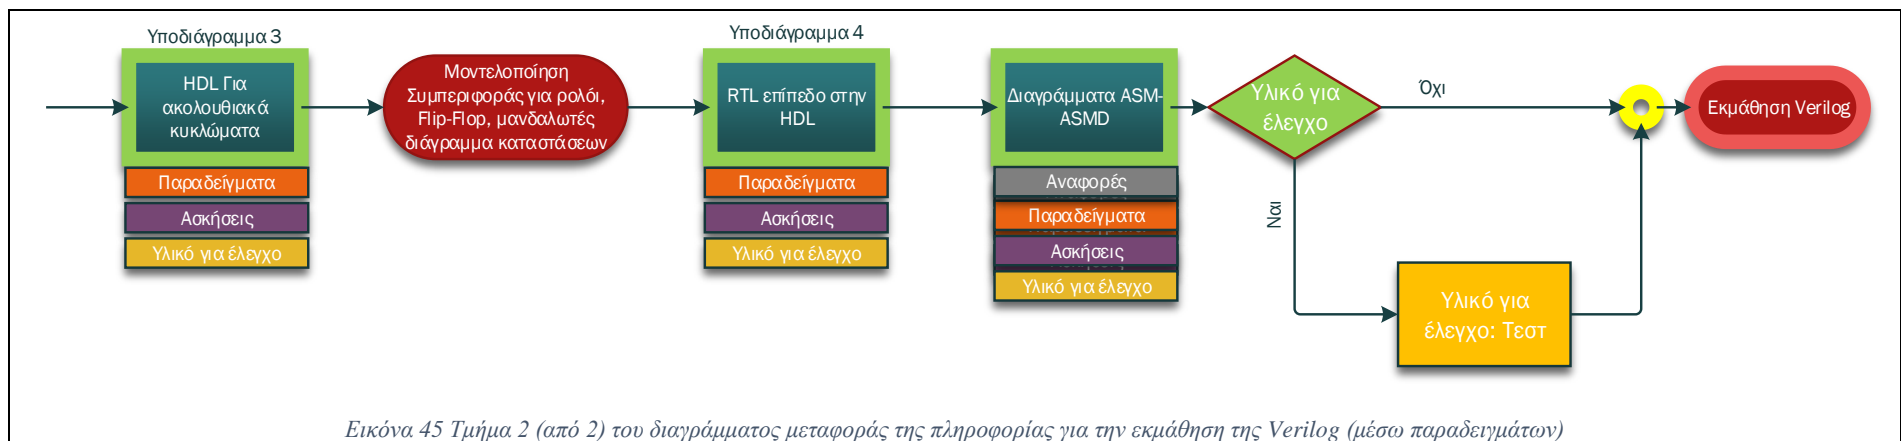 Υποδιάγραμμα 3
HDL Για
ακολουθιακά
κυκλώματα
Παραδείγματα
Ασκήσεις
Υλικό για έλεγχο
Μοντελοποίηση
Συμπεριφοράς για ρολόι,
Flip-Flop, μανδαλωτές
διάγραμμα καταστάσεων
Υποδιάγραμμα 4
RTL επίπεδο στην
HDL
Παραδείγματα
Ασκήσεις
Υλικό για έλεγχο
Διαγράμματα ASM-
ASMD
Αναφορές
Παραδείγματα
Ασκήσεις
Υλικό για έλεγχο
Υλικό για
έλεγχο
Όχι
Ναι
Υλικό για
έλεγχο: Τεστ
Εκμάθηση Verilog
Εικόνα 45 Τμήμα 2 (από 2) του διαγράμματος μεταφοράς της πληροφορίας για την εκμάθηση της Verilog (μέσω παραδειγμάτων)